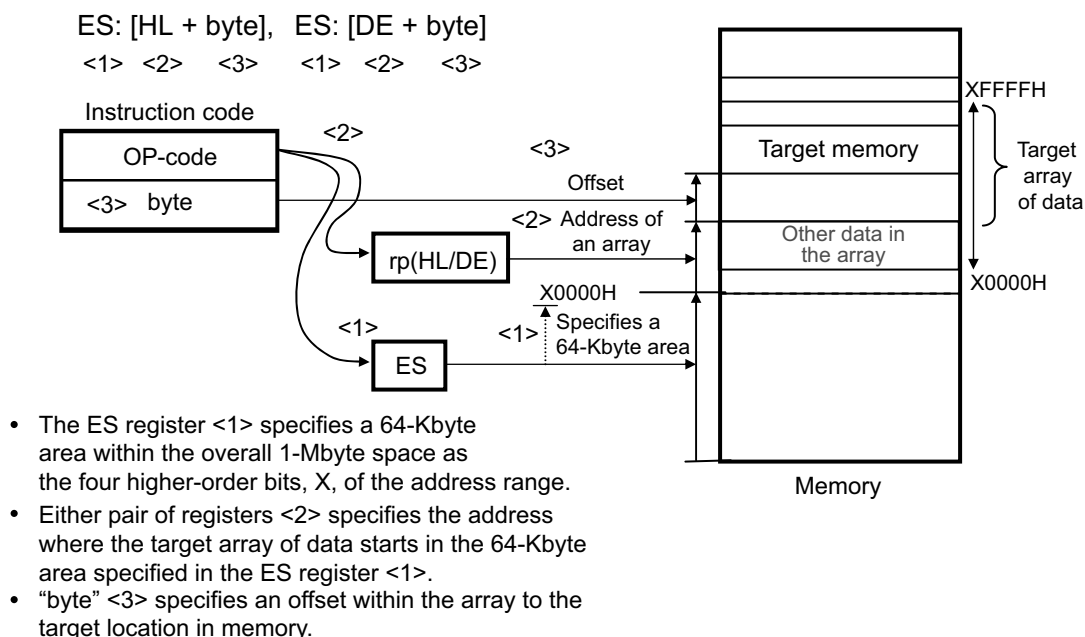 ES: [HL + byte], ES: [DE + byte]
<1> <2> <3> <1> <2> <3>
Instruction code
OP-code
<3> byte
<2>
<3>
Offset
<2> Address of
an array
rp(HL/DE)
X0000H
<1>
<1>
Specifies a
64-Kbyte area
ES
XFFFFH
Target memory
Target
array
of data
Other data in
the array
X0000H
Memory
• The ES register <1> specifies a 64-Kbyte
area within the overall 1-Mbyte space as
the four higher-order bits, X, of the address range.
• Either pair of registers <2> specifies the address
where the target array of data starts in the 64-Kbyte
area specified in the ES register <1>.
• “byte” <3> specifies an offset within the array to the
target location in memory.